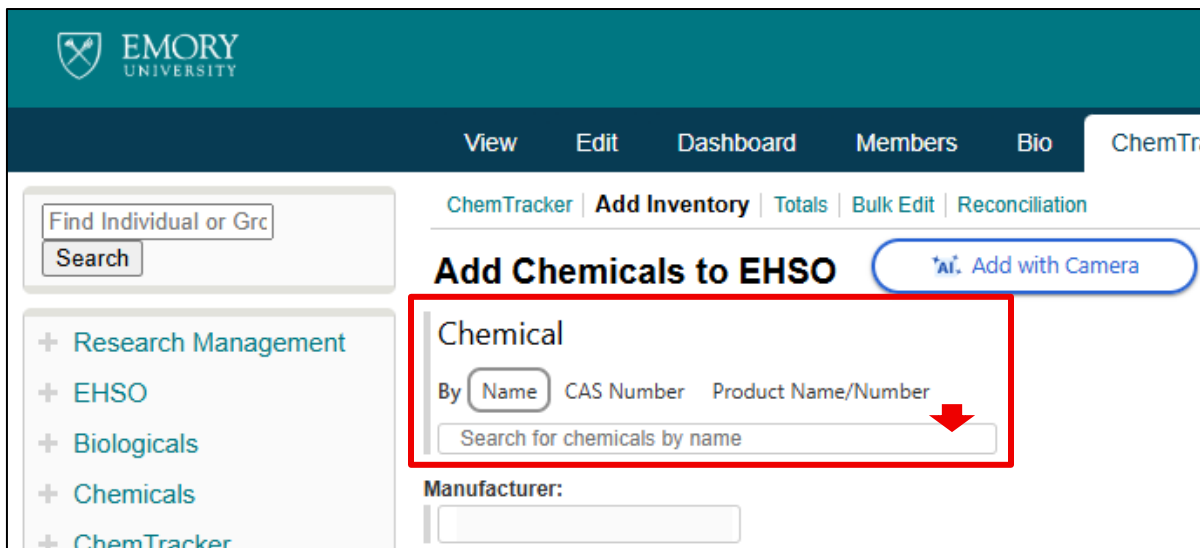 EMORY
UNIVERSITY
View Edit Dashboard Members Bio
ChemTracker | Add Inventory | Totals | Bulk Edit | Reconciliation
Find Individual or
Search
Add Chemicals to EHSO
AI Add with Camera
Chemical
By Name CAS Number Product Name/Number
Search for chemicals by name
Manufacturer:
Research Management
EHSO
Biologicals
Chemicals
ChemTracker